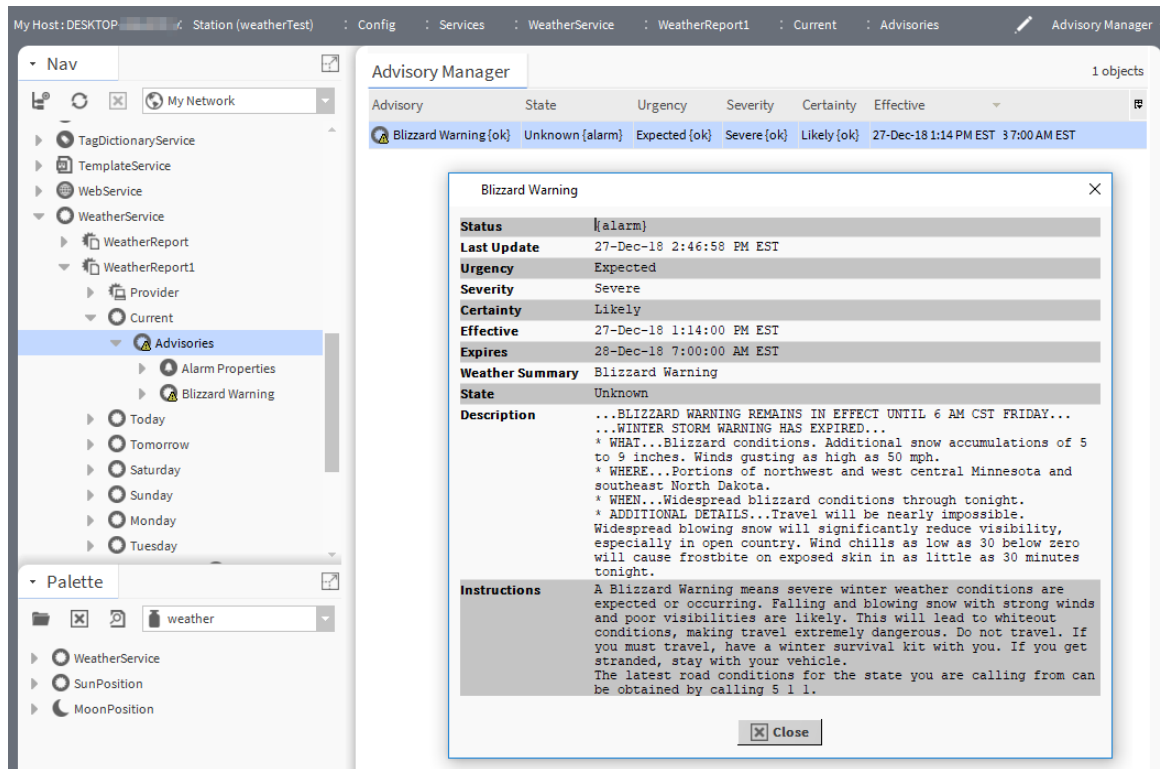 My Host : DESKTOP Station (weatherTest) : Config : Services : WeatherService : WeatherReport1 : Current : Advisories Advisory Manager
Nav
My Network
TagDictionaryService
TemplateService
WebService
WeatherService
WeatherReport
WeatherReport1
Provider
Current
Advisories
Alarm Properties
Blizzard Warning
Today
Tomorrow
Saturday
Sunday
Monday
Tuesday
Palette
weather
WeatherService
SunPosition
MoonPosition
Advisory Manager 1 objects
Advisory State Urgency Severity Certainty Effective
Blizzard Warning {ok} Unknown {alarm} Expected {ok} Severe {ok} Likely {ok} 27-Dec-18 1:14 PM EST 3 7:00 AM EST
Blizzard Warning
Status {alarm}
Last Update 27-Dec-18 2:46:58 PM EST
Urgency Expected
Severity Severe
Certainty Likely
Effective 27-Dec-18 1:14:00 PM EST
Expires 28-Dec-18 7:00:00 AM EST
Weather Summary Blizzard Warning
State Unknown
Description ...BLIZZARD WARNING REMAINS IN EFFECT UNTIL 6 AM CST FRIDAY...
...WINTER STORM WARNING HAS EXPIRED...
* WHAT...Blizzard conditions. Additional snow accumulations of 5
to 9 inches. Winds gusting as high as 50 mph.
* WHERE...Portions of northwest and west central Minnesota and
southeast North Dakota.
* WHEN...Widespread blizzard conditions through tonight.
* ADDITIONAL DETAILS...Travel will be nearly impossible.
Widespread blowing snow will significantly reduce visibility,
especially in open country. Wind chills as low as 30 below zero
will cause frostbite on exposed skin in as little as 30 minutes
tonight.
Instructions A Blizzard Warning means severe winter weather conditions are
expected or occurring. Falling and blowing snow with strong winds
and poor visibilities are likely. This will lead to whiteout
conditions, making travel extremely dangerous. Do not travel. If
you must travel, have a winter survival kit with you. If you get
stranded, stay with your vehicle.
The latest road conditions for the state you are calling from can
be obtained by calling 5 1 1.
Close